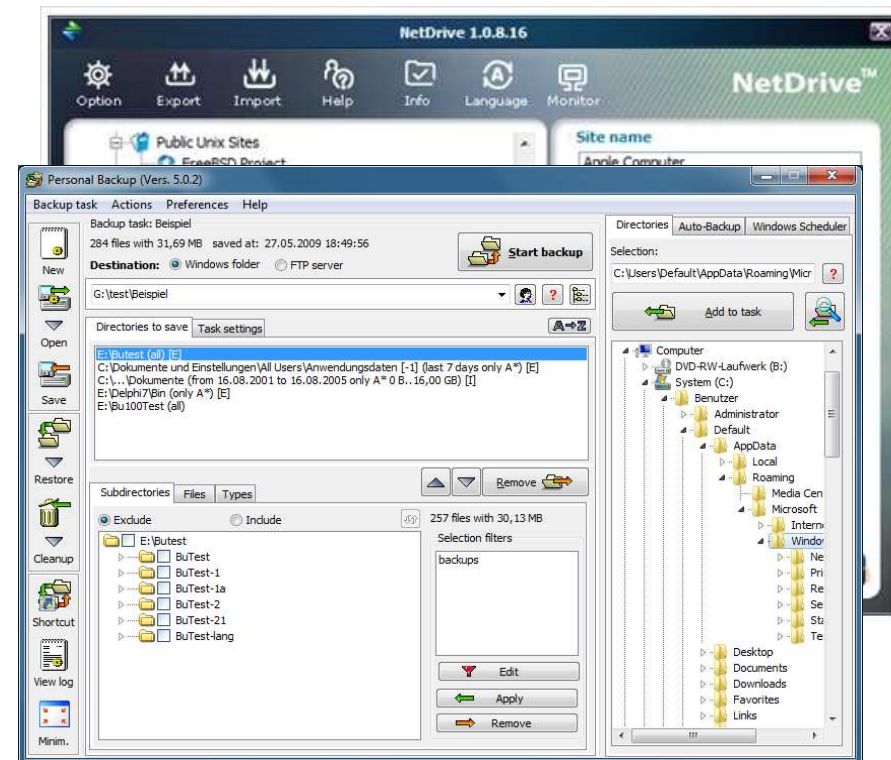 NetDrive 1.0.8.16
Option Export Import Help Info Language Monitor
NetDrive™
Public Unix Sites
FreeBSD Project
Site name
Apple Computer
Personal Backup (Vers. 5.0.2)
Backup task Actions Preferences Help
Backup task: Beispiel
284 files with 31,69 MB saved at: 27.05.2009 18:49:56
Destination: Windows folder FTP server
Start backup
G:\test\Beispiel
Directories to save Task settings
A⇒Z
E:\Butest (all) [E]
C:\Dokumente und Einstellungen\All Users\Anwendungsdaten [-1] (last 7 days only A*) [E]
C:\...\Dokumente (from 16.08.2001 to 16.08.2005 only A* 0 B..16,00 GB) [I]
E:\Delphi7\Bin (only A*) [E]
E:\Bu100Test (all)
Remove
Subdirectories Files Types
Exclude Include
257 files with 30,13 MB
E:\Butest
BuTest
BuTest-1
BuTest-1a
BuTest-2
BuTest-21
BuTest-lang
Selection filters
backups
Edit
Apply
Remove
New
Open
Save
Restore
Cleanup
Shortcut
View log
Minim.
Directories Auto-Backup Windows Scheduler
Selection:
C:\Users\Default\AppData\Roaming\Micr
?
Add to task
Computer
DVD-RW-Laufwerk (B:)
System (C:)
Benutzer
Administrator
Default
AppData
Local
Roaming
Media Cen
Microsoft
Intern
Windo
Ne
Pri
Re
Se
Sta
Te
Desktop
Documents
Downloads
Favorites
Links